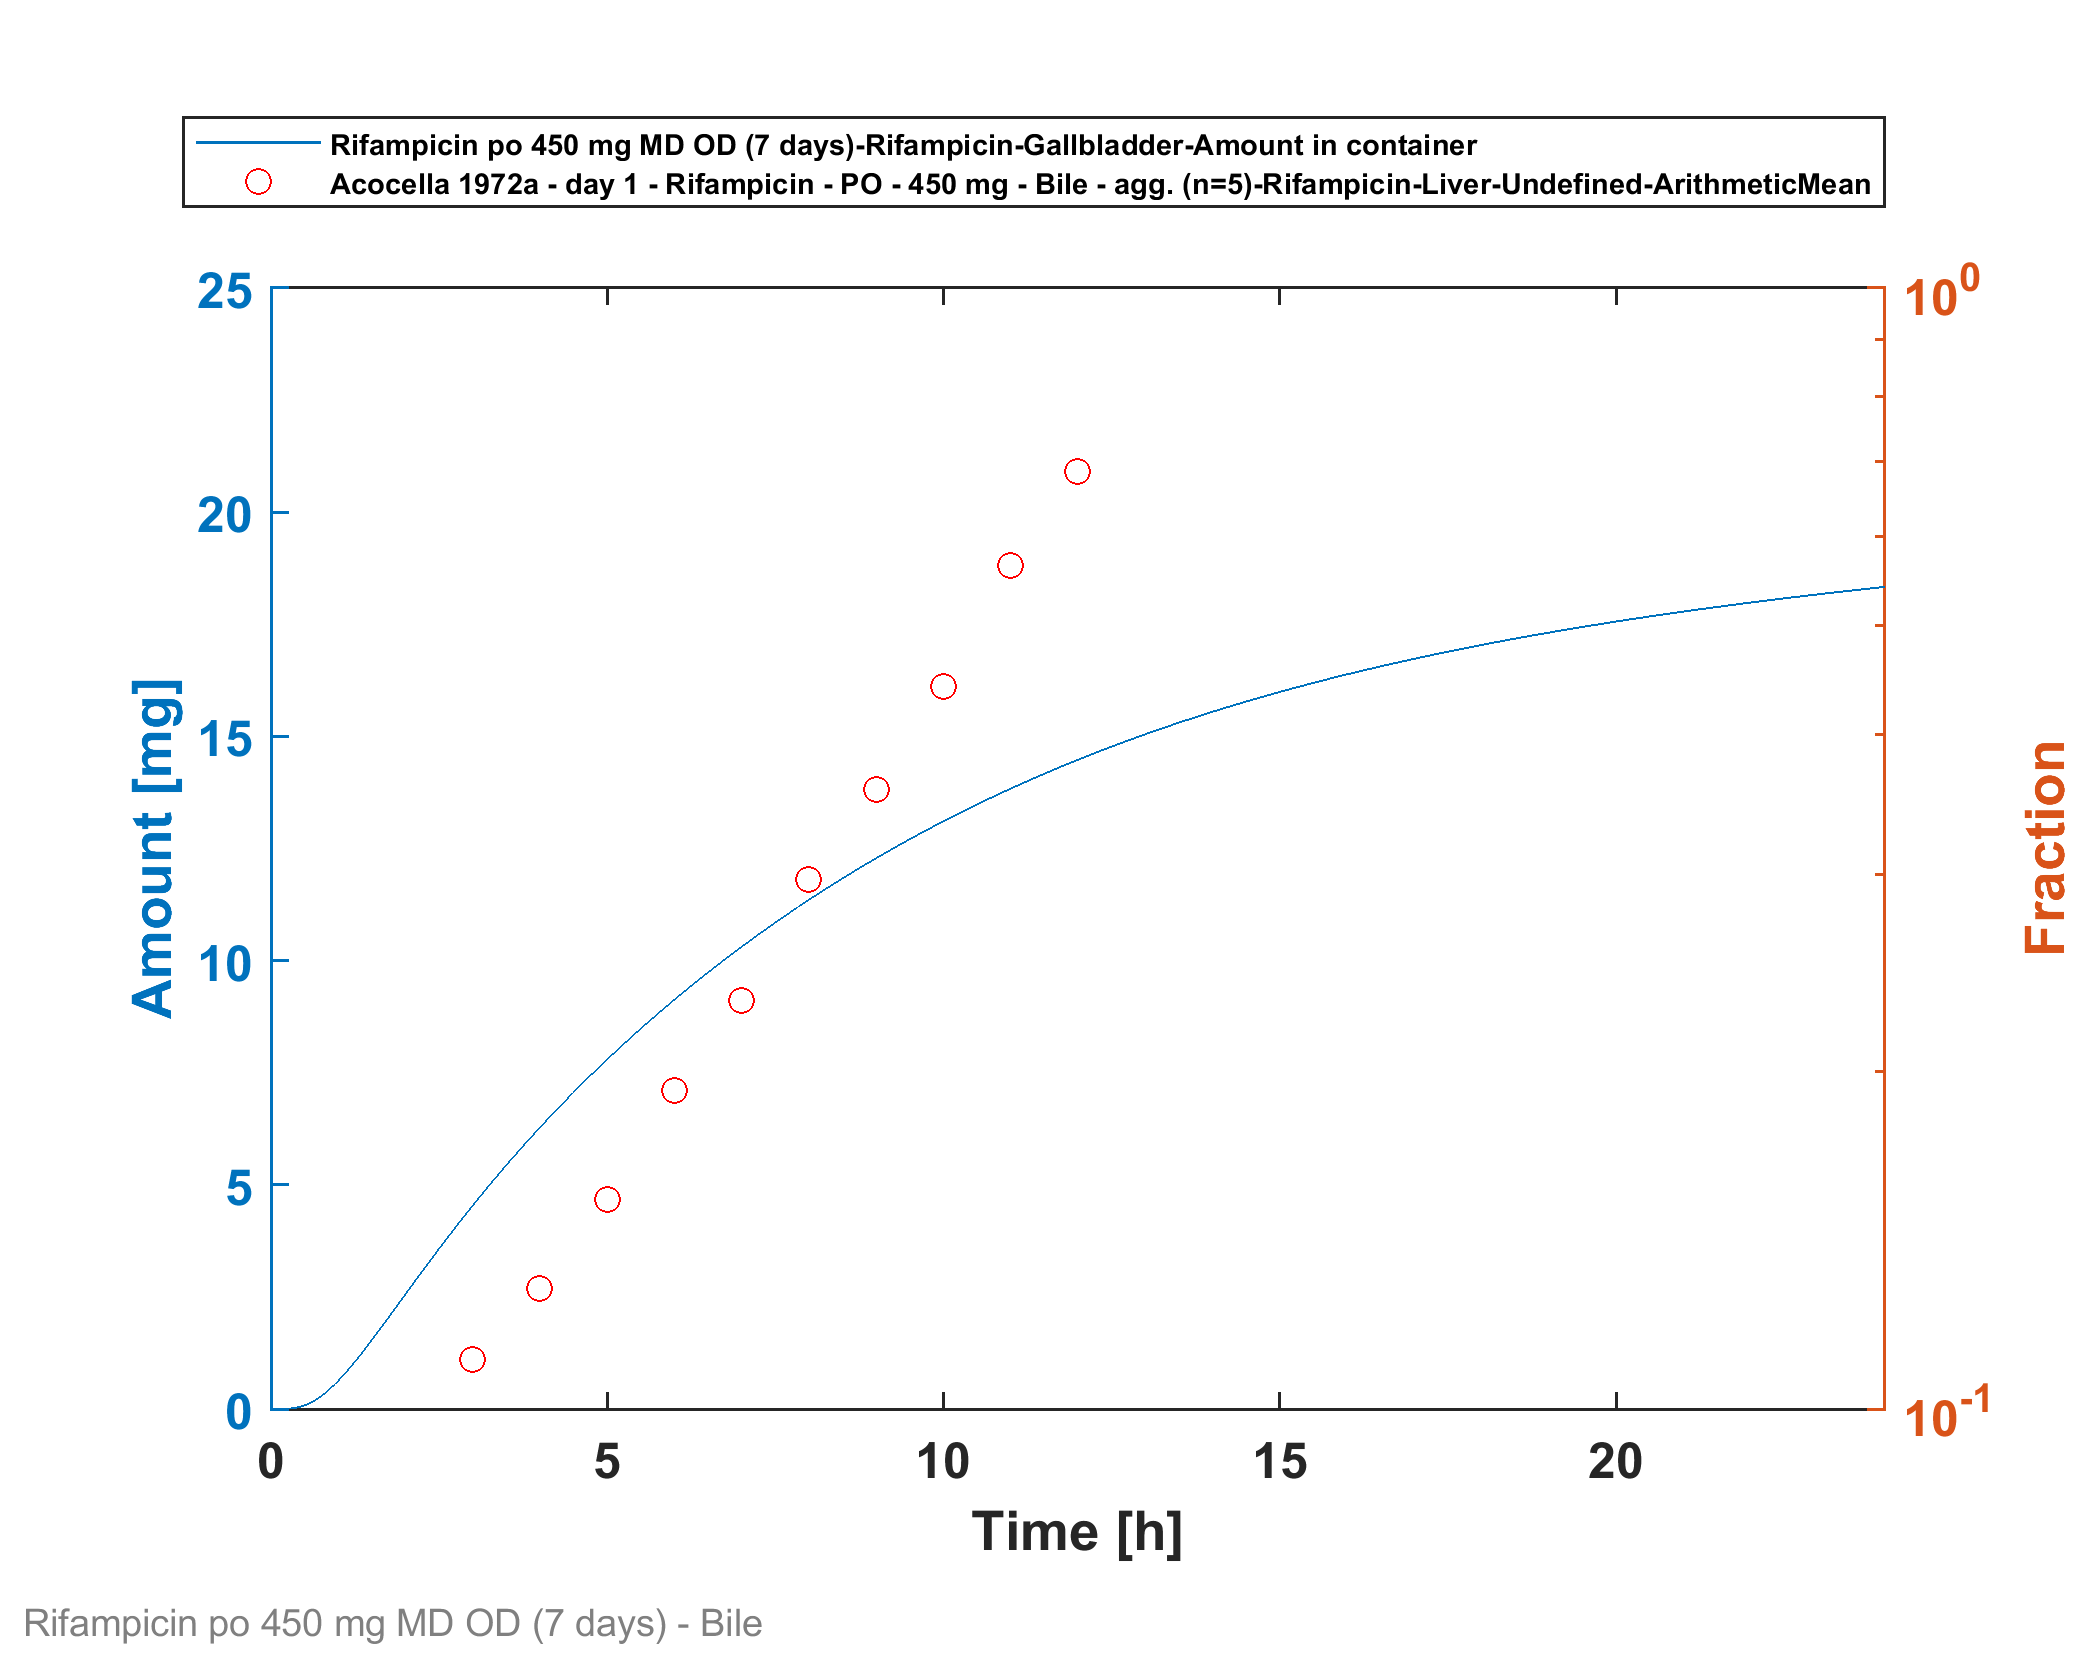 Rifampicin po 450 mg MD OD (7 days)-Rifampicin-Gallbladder-Amount in container
Acocella 1972a - day 1 - Rifampicin - PO - 450 mg - Bile - agg. (n=5)-Rifampicin-Liver-Undefined-ArithmeticMean
25
20
15
10
5
0
Amount [mg]
10^0
10^-1
Fraction
0 5 10 15 20
Time [h]
Rifampicin po 450 mg MD OD (7 days) - Bile